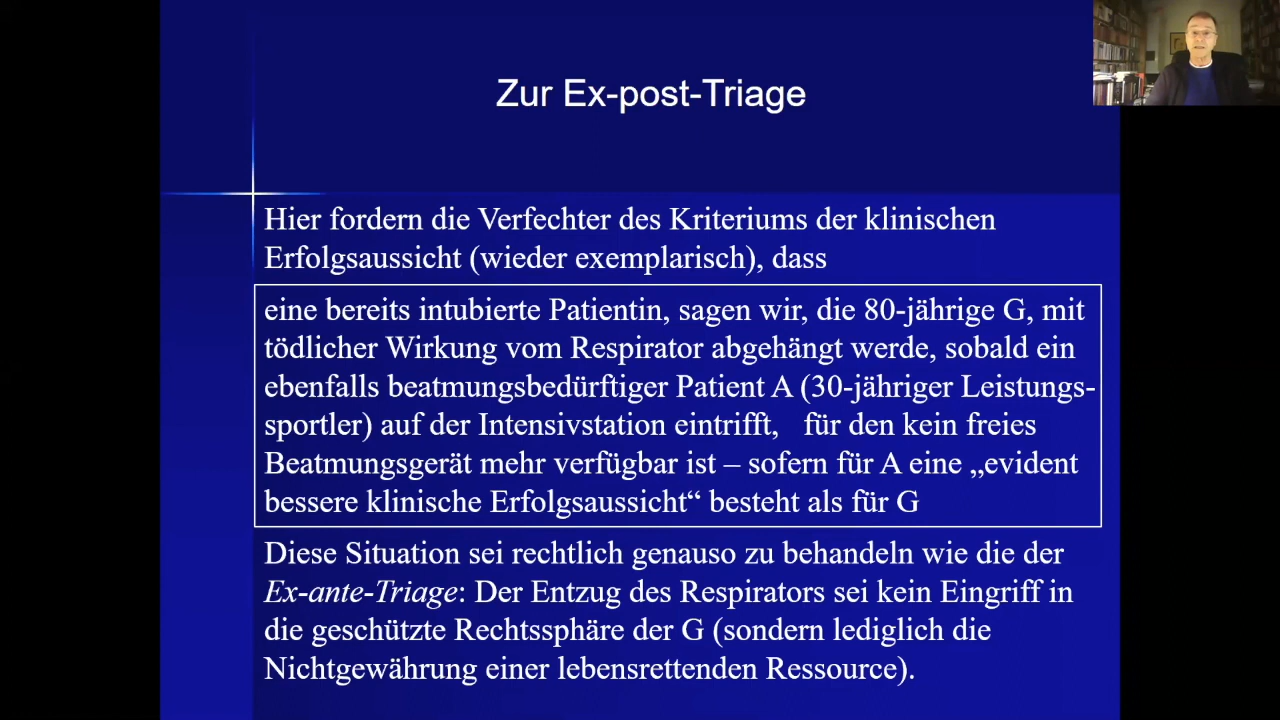 Zur Ex-post-Triage
Hier fordern die Verfechter des Kriteriums der klinischen
Erfolgsaussicht (wieder exemplarisch), dass
eine bereits intubierte Patientin, sagen wir, die 80-jährige G, mit
tödlicher Wirkung vom Respirator abgehängt werde, sobald ein
ebenfalls beatmungsbedürftiger Patient A (30-jähriger Leistungs-
sportler) auf der Intensivstation eintrifft,   für den kein freies
Beatmungsgerät mehr verfügbar ist – sofern für A eine „evident
bessere klinische Erfolgsaussicht“ besteht als für G
Diese Situation sei rechtlich genauso zu behandeln wie die der
Ex-ante-Triage: Der Entzug des Respirators sei kein Eingriff in
die geschützte Rechtssphäre der G (sondern lediglich die
Nichtgewährung einer lebensrettenden Ressource).